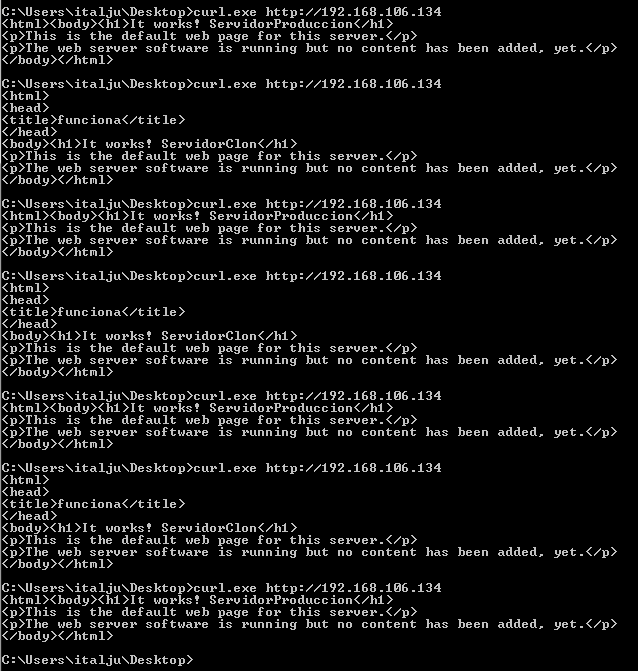 C:\Users\italju\Desktop>curl.exe http://192.168.106.134
<html><body><h1>It works! ServidorProduccion</h1>
<p>This is the default web page for this server.</p>
<p>The web server software is running but no content has been added, yet.</p>
</body></html>
C:\Users\italju\Desktop>curl.exe http://192.168.106.134
<html>
<head>
<title>funciona</title>
</head>
<body><h1>It works! ServidorClon</h1>
<p>This is the default web page for this server.</p>
<p>The web server software is running but no content has been added, yet.</p>
</body></html>
C:\Users\italju\Desktop>curl.exe http://192.168.106.134
<html><body><h1>It works! ServidorProduccion</h1>
<p>This is the default web page for this server.</p>
<p>The web server software is running but no content has been added, yet.</p>
</body></html>
C:\Users\italju\Desktop>curl.exe http://192.168.106.134
<html>
<head>
<title>funciona</title>
</head>
<body><h1>It works! ServidorClon</h1>
<p>This is the default web page for this server.</p>
<p>The web server software is running but no content has been added, yet.</p>
</body></html>
C:\Users\italju\Desktop>curl.exe http://192.168.106.134
<html><body><h1>It works! ServidorProduccion</h1>
<p>This is the default web page for this server.</p>
<p>The web server software is running but no content has been added, yet.</p>
</body></html>
C:\Users\italju\Desktop>curl.exe http://192.168.106.134
<html>
<head>
<title>funciona</title>
</head>
<body><h1>It works! ServidorClon</h1>
<p>This is the default web page for this server.</p>
<p>The web server software is running but no content has been added, yet.</p>
</body></html>
C:\Users\italju\Desktop>curl.exe http://192.168.106.134
<html><body><h1>It works! ServidorProduccion</h1>
<p>This is the default web page for this server.</p>
<p>The web server software is running but no content has been added, yet.</p>
</body></html>
C:\Users\italju\Desktop>